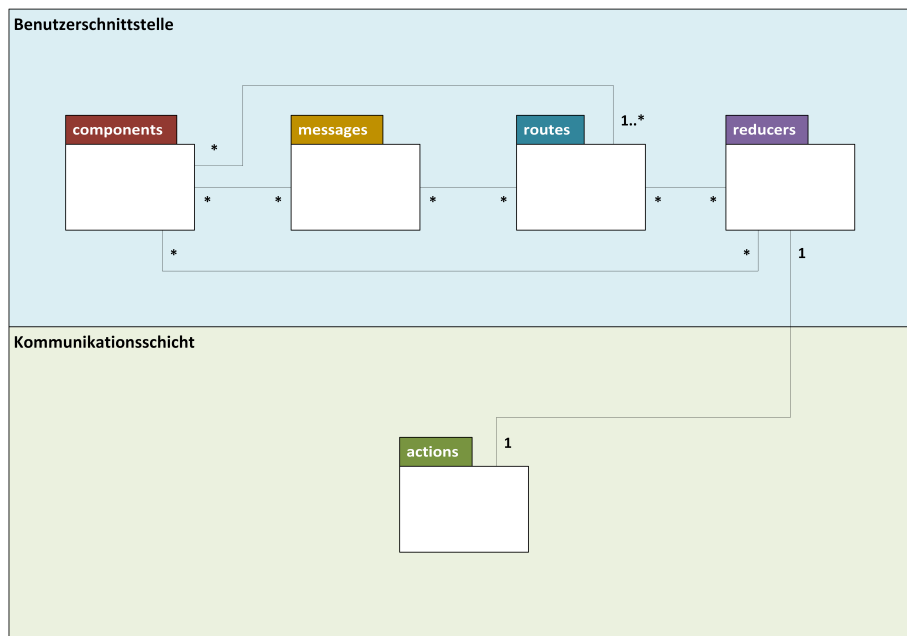 Benutzerschnittstelle
components
messages
routes
reducers
1..*
*
*
*
*
*
*
*
*
*
1
Kommunikationsschicht
1
actions